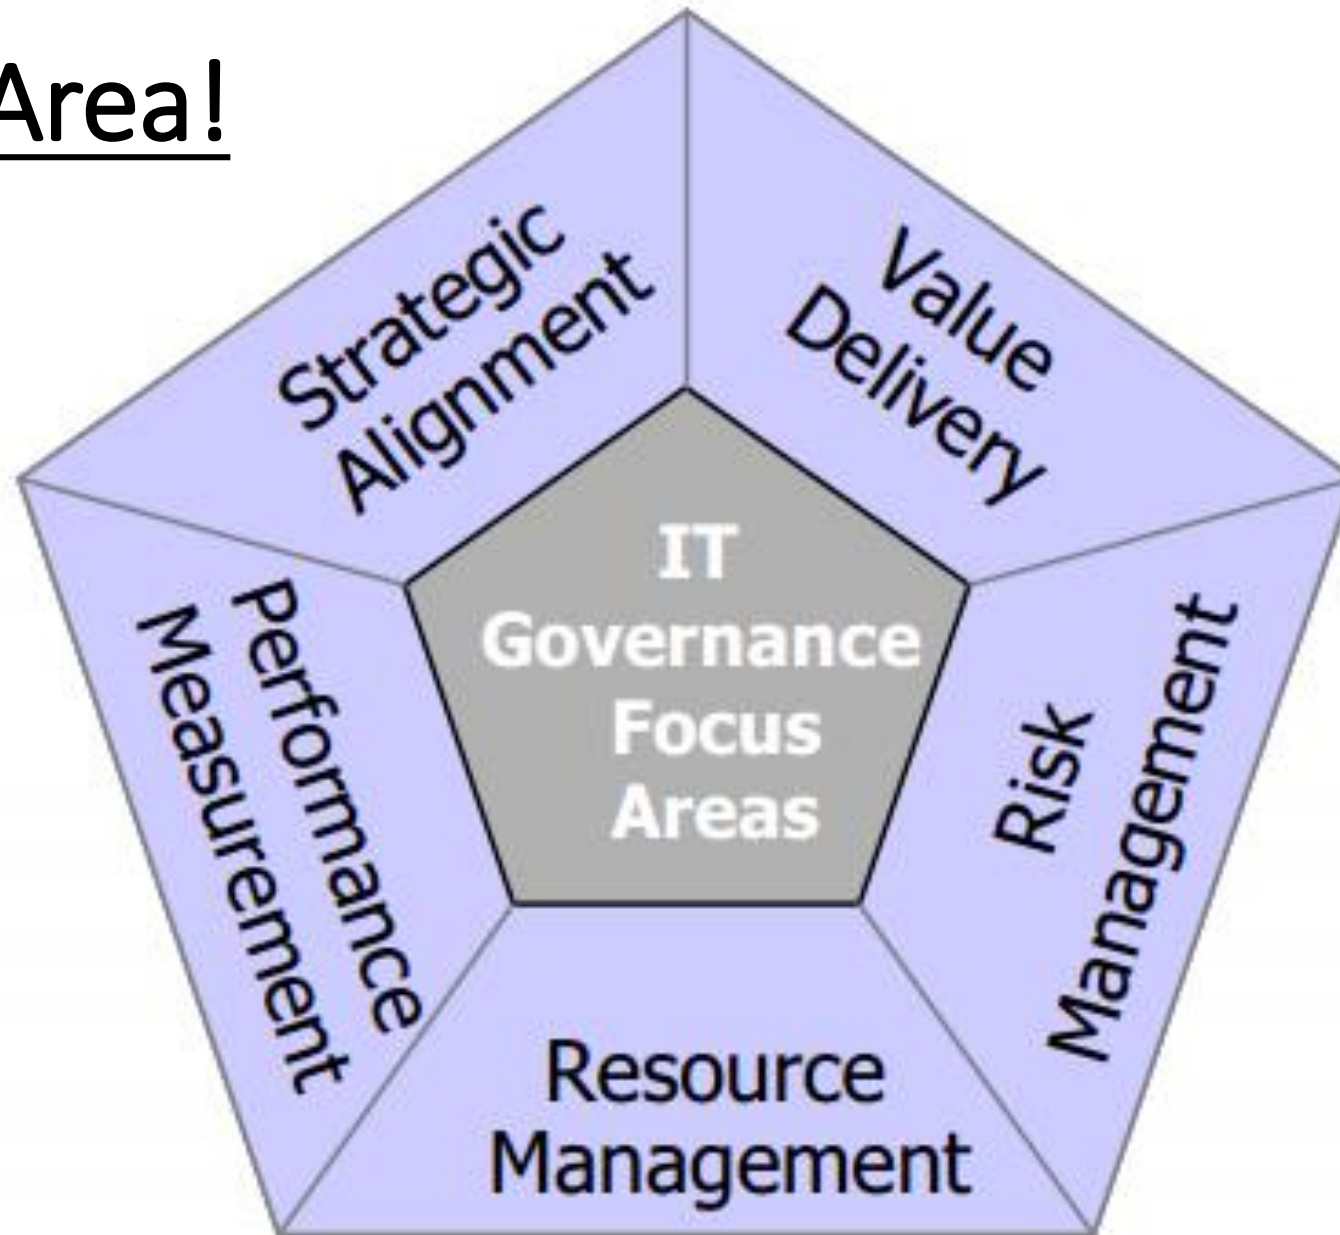 Area!
Strategic
Alignment
Value
Delivery
IT
Governance
Focus
Areas
Performance
Measurement
Risk
Management
Resource
Management